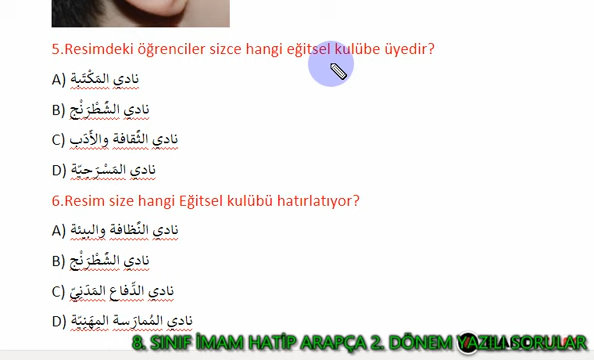 5.Resimdeki öğrenciler sizce hangi eğitsel kulübe üyedir?
A) نادي المَكْتَبة
B) نادي الشَّطْرَنْج
C) نادي الثَّقافة والأَدَب
D) نادي المَسْرَحِيّة
6.Resim size hangi Eğitsel kulübü hatırlatıyor?
A) نادي النَّظافة والبيئة
B) نادي الشَّطْرَنْج
C) نادي الدِّفاع المَدَنِيّ
D) نادي المُمارَسة المِهَنِيّة
8. SINIF İMAM HATİP ARAPÇA 2. DÖNEM YAZILI SORULAR